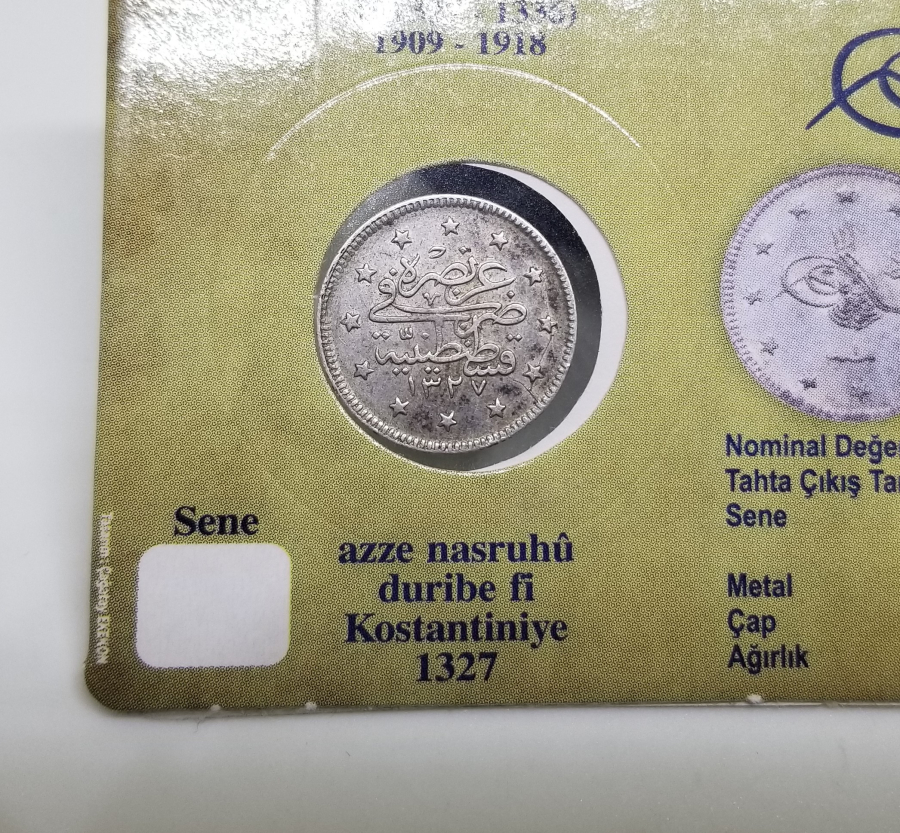 1336)
1909 - 1918
عز نصره
ضرب في
قسطنطينية
١٣٢٧
Nominal Değe
Tahta Çıkış Ta
Sene
Metal
Çap
Ağırlık
Sene
azze nasruhû
duribe fi
Kostantiniye
1327